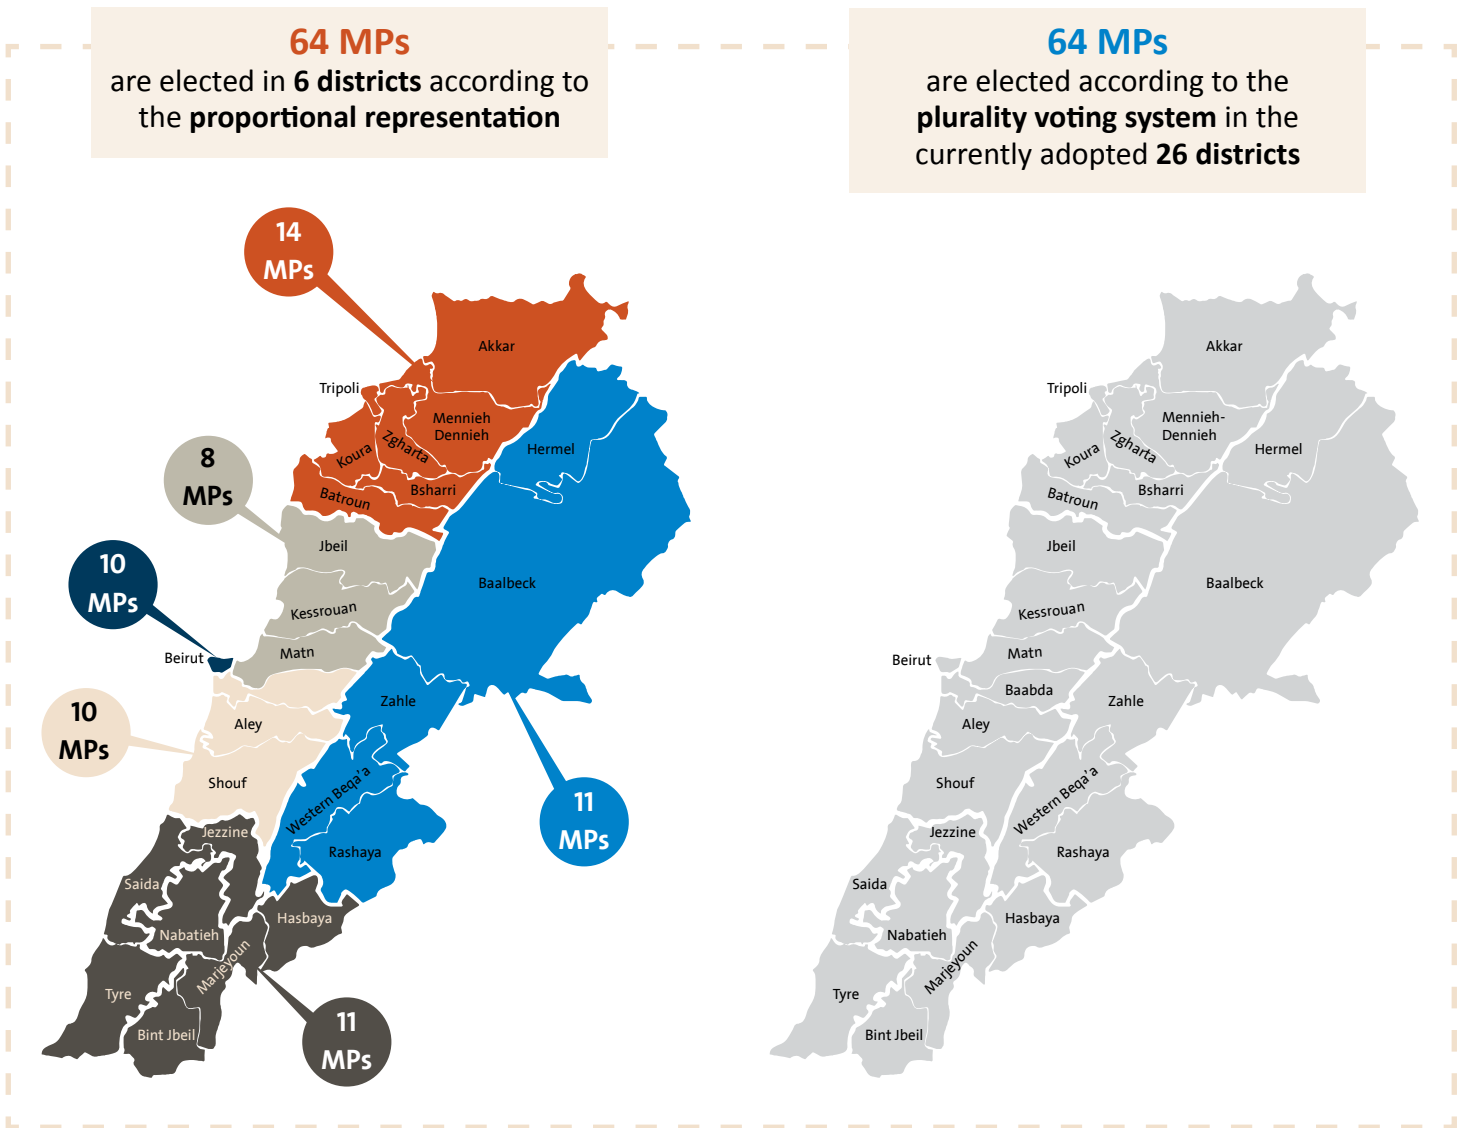 64 MPs
are elected in 6 districts according to
the proportional representation
64 MPs
are elected according to the
plurality voting system in the
currently adopted 26 districts
14
MPs
Akkar
Tripoli
Mennieh
Dennieh
Zgharta
Koura
Hermel
Bsharri
Batroun
8
MPs
Jbeil
10
MPs
Baalbeck
Kessrouan
Matn
Beirut
Zahle
10
MPs
Aley
Shouf
Western Beqa'a
11
MPs
Jezzine
Rashaya
Saida
Hasbaya
Nabatieh
Marjeyoun
Tyre
Bint Jbeil
11
MPs
Akkar
Tripoli
Mennieh-
Dennieh
Zgharta
Koura
Hermel
Bsharri
Batroun
Jbeil
Baalbeck
Kessrouan
Matn
Beirut
Baabda
Zahle
Aley
Shouf
Western Beqa'a
Jezzine
Rashaya
Saida
Hasbaya
Nabatieh
Marjeyoun
Tyre
Bint Jbeil